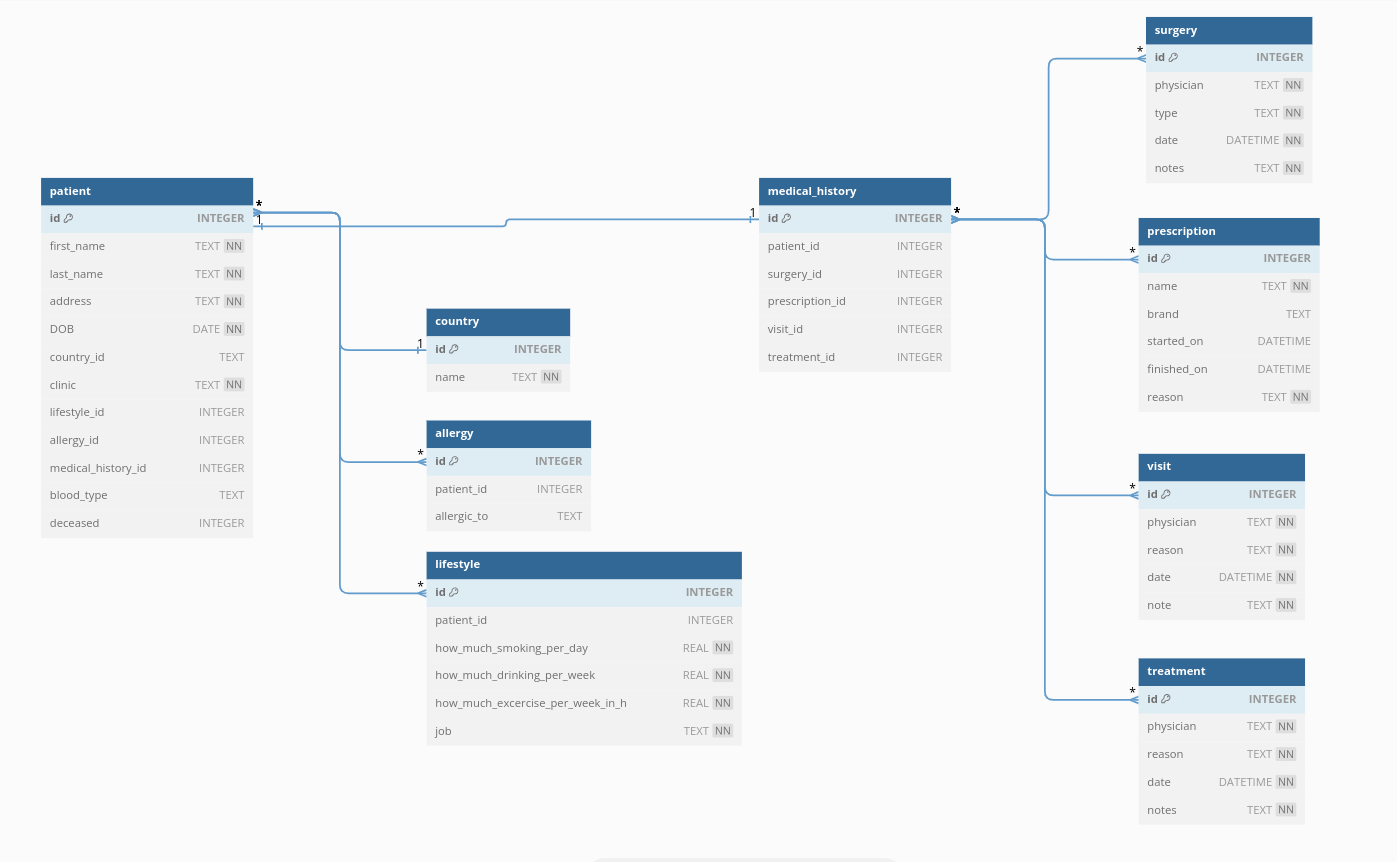 patient
id INTEGER
first_name TEXT NN
last_name TEXT NN
address TEXT NN
DOB DATE NN
country_id TEXT
clinic TEXT NN
lifestyle_id INTEGER
allergy_id INTEGER
medical_history_id INTEGER
blood_type TEXT
deceased INTEGER
*
1
country
1
id INTEGER
name TEXT NN
allergy
*
id INTEGER
patient_id INTEGER
allergic_to TEXT
lifestyle
*
id INTEGER
patient_id INTEGER
how_much_smoking_per_day REAL NN
how_much_drinking_per_week REAL NN
how_much_excercise_per_week_in_h REAL NN
job TEXT NN
medical_history
1
*
id INTEGER
patient_id INTEGER
surgery_id INTEGER
prescription_id INTEGER
visit_id INTEGER
treatment_id INTEGER
surgery
*
id INTEGER
physician TEXT NN
type TEXT NN
date DATETIME NN
notes TEXT NN
prescription
*
id INTEGER
name TEXT NN
brand TEXT
started_on DATETIME
finished_on DATETIME
reason TEXT NN
visit
*
id INTEGER
physician TEXT NN
reason TEXT NN
date DATETIME NN
note TEXT NN
treatment
*
id INTEGER
physician TEXT NN
reason TEXT NN
date DATETIME NN
notes TEXT NN